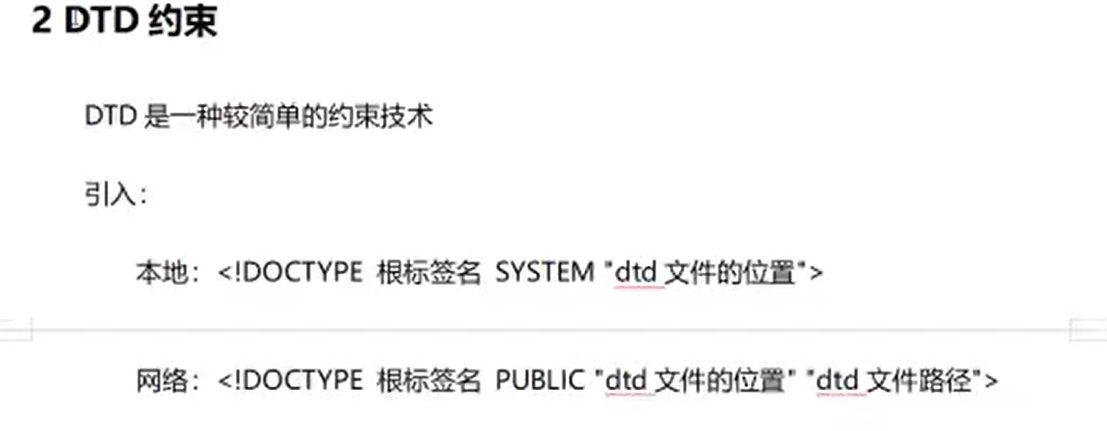 2 DTD 约束
DTD 是一种较简单的约束技术
引入：
本地：<!DOCTYPE 根标签名 SYSTEM "dtd 文件的位置">
网络：<!DOCTYPE 根标签名 PUBLIC "dtd 文件的位置" "dtd 文件路径">